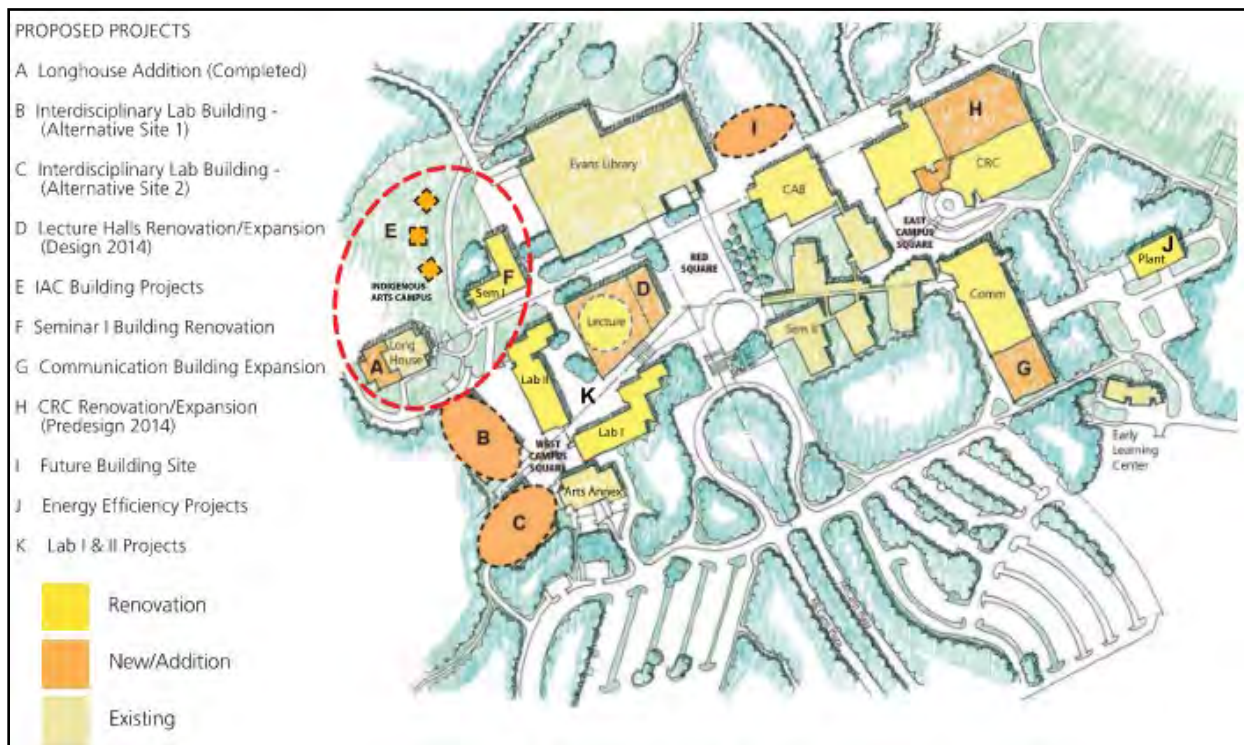 PROPOSED PROJECTS
A Longhouse Addition (Completed)
B Interdisciplinary Lab Building -
(Alternative Site 1)
C Interdisciplinary Lab Building -
(Alternative Site 2)
D Lecture Halls Renovation/Expansion
(Design 2014)
E IAC Building Projects
F Seminar I Building Renovation
G Communication Building Expansion
H CRC Renovation/Expansion
(Predesign 2014)
I Future Building Site
J Energy Efficiency Projects
K Lab I & II Projects
Renovation
New/Addition
Existing
H
I
Evans Library
CRC
CAB
E
EAST
CAMPUS
SQUARE
J
Plant
RED
SQUARE
F
INDIGENOUS
ARTS CAMPUS
Sem I
D
Comm
Lecture
Sem II
Long
House
A
G
Lab II
K
Early
Learning
Center
B
Lab I
WEST
CAMPUS
SQUARE
Arts Annex
C